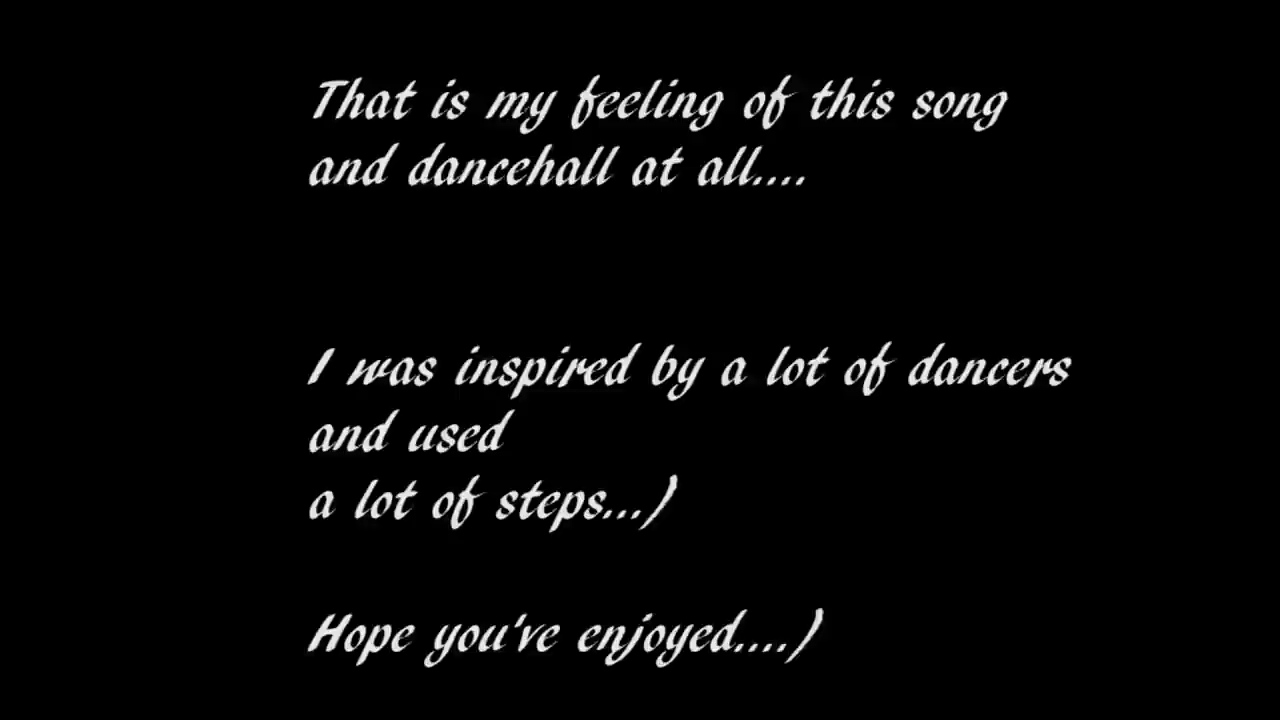 That is my feeling of this song
and dancehall at all....
I was inspired by a lot of dancers
and used
a lot of steps...)
Hope you've enjoyed....)